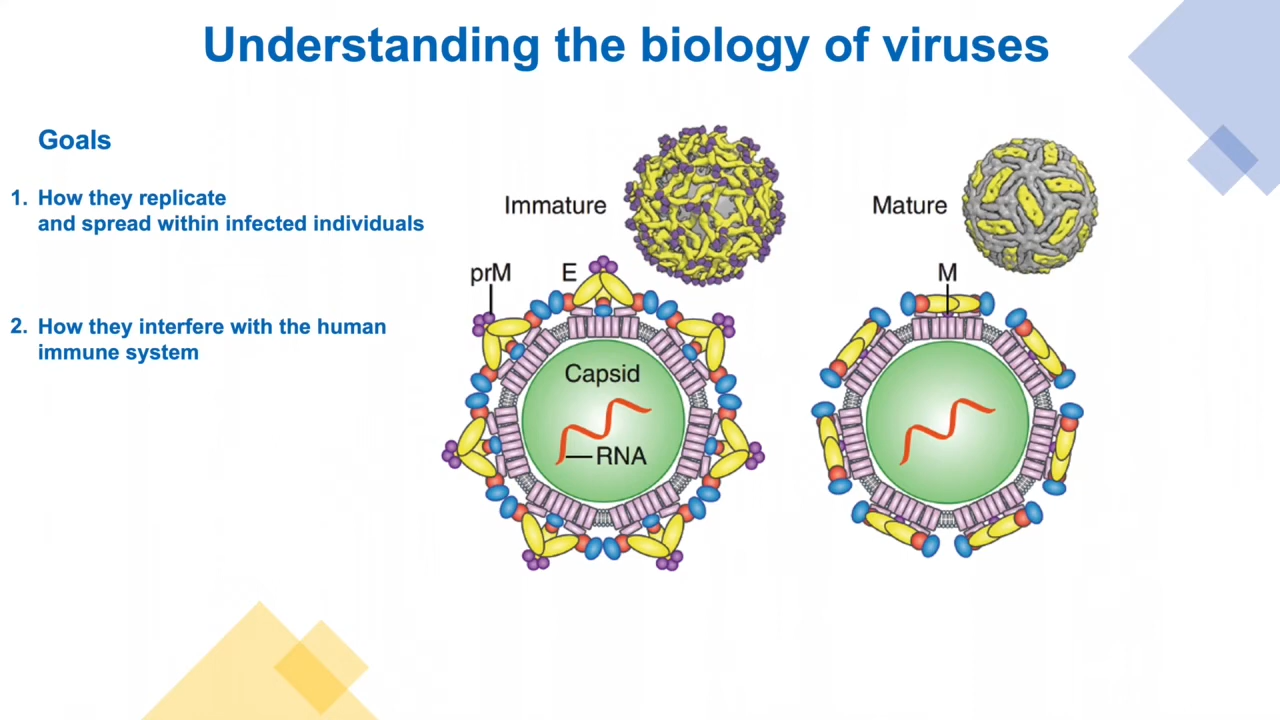 Understanding the biology of viruses
Goals
1. How they replicate
and spread within infected individuals
2. How they interfere with the human
immune system
Immature
prM
E
Capsid
RNA
Mature
M